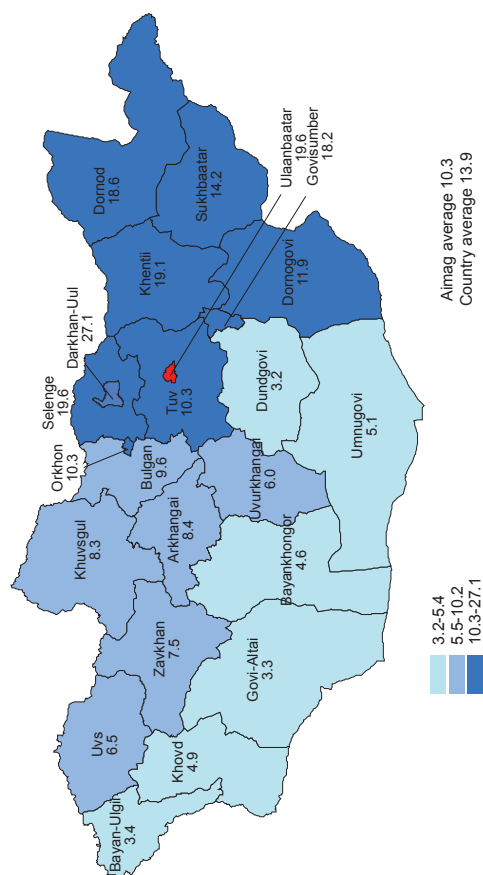 Bayan-Ulgii
3.4
Uvs
6.5
Khovd
4.9
Zavkhan
7.5
Govi-Altai
3.3
Khuvsgul
8.3
Arkhangai
8.4
Bayankhongor
4.6
Orkhon
10.3
Bulgan
9.6
Uvurkhangai
6.0
Selenge
19.6
Darkhan-Uul
27.1
Tuv
10.3
Dundgovi
3.2
Umnugovi
5.1
Khentii
19.1
Dornod
18.6
Sukhbaatar
14.2
Dornogovi
11.9
Ulaanbaatar
19.6
Govisumber
18.2
3.2-5.4
5.5-10.2
10.3-27.1
Aimag average 10.3
Country average 13.9